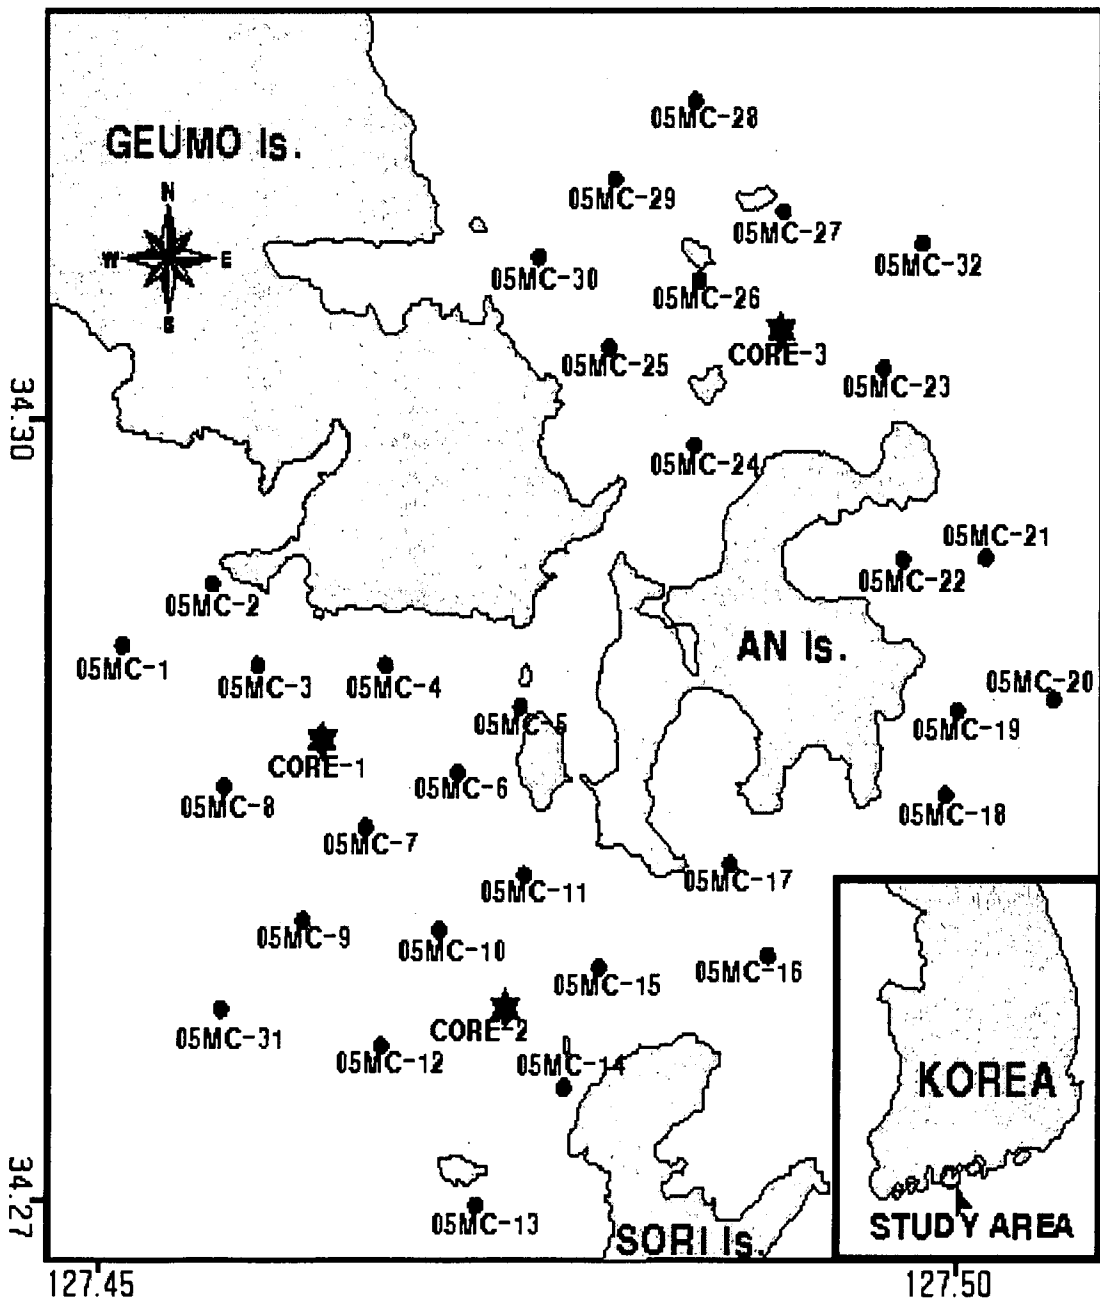 05MC-28
GEUMO Is.
N
05MC-29
05MC-27
W
E
05MC-30
05MC-32
05MC-26
S
CORE-3
05MC-25
05MC-23
34.30
05MC-24
05MC-21
05MC-22
05MC-2
AN Is.
05MC-1
05MC-3
05MC-4
05MC-20
05MC-5
05MC-19
CORE-1
05MC-6
05MC-8
05MC-18
05MC-7
05MC-17
05MC-11
05MC-9
05MC-10
05MC-16
05MC-15
05MC-31
CORE-2
05MC-12
05MC-14
KOREA
34.27
05MC-13
STUDY AREA
SORI Is.
127.45
127.50